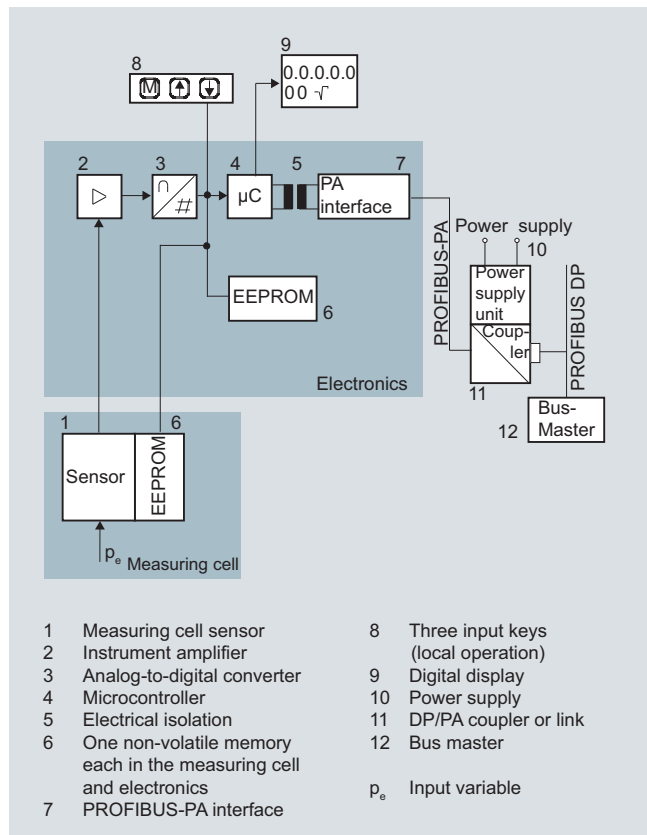 9
8
0.0.0.0.0
0 0 √
M
2
3
4
5
7
∩
#
µC
PA
interface
Power supply
10
PROFIBUS-PA
Power
supply
unit
PROFIBUS DP
EEPROM
6
Coup-
ler
Electronics
11
Bus-
Master
12
1
6
Sensor
EEPROM
pe
Measuring cell
1 Measuring cell sensor
2 Instrument amplifier
3 Analog-to-digital converter
4 Microcontroller
5 Electrical isolation
6 One non-volatile memory
each in the measuring cell
and electronics
7 PROFIBUS-PA interface
8 Three input keys
(local operation)
9 Digital display
10 Power supply
11 DP/PA coupler or link
12 Bus master
pe Input variable